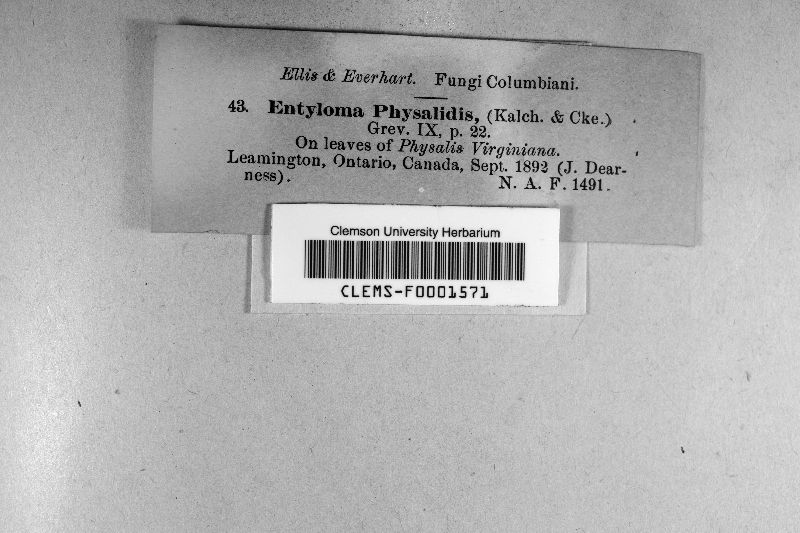 Ellis & Everhart. Fungi Columbiani.
43. Entyloma Physalidis, (Kalch. & Cke.)
Grev. IX, p. 22.
On leaves of Physalis Virginiana.
Leamington, Ontario, Canada, Sept. 1892 (J. Dear-
ness). N. A. F. 1491.
Clemson University Herbarium
CLEMS-F0001571